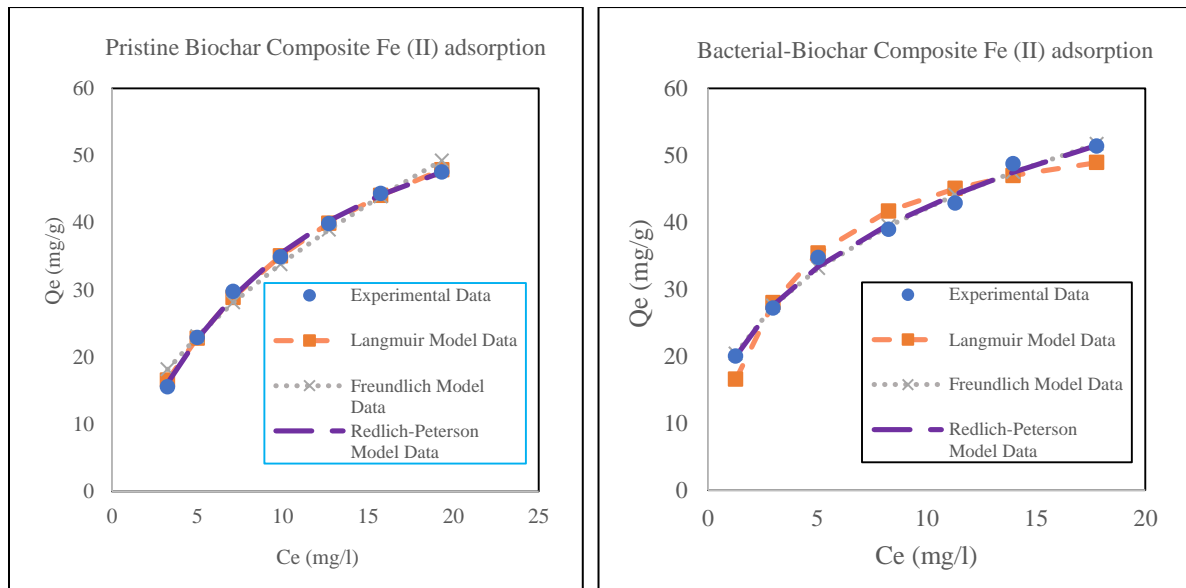 Pristine Biochar Composite Fe (II) adsorption
60
50
40
30
20
10
0
Qe (mg/g)
0 5 10 15 20 25
Ce (mg/l)
Experimental Data
Langmuir Model Data
Freundlich Model
Data
Redlich-Peterson
Model Data
Bacterial-Biochar Composite Fe (II) adsorption
60
50
40
30
20
10
0
Qe (mg/g)
0 5 10 15 20
Ce (mg/l)
Experimental Data
Langmuir Model Data
Freundlich Model Data
Redlich-Peterson
Model Data